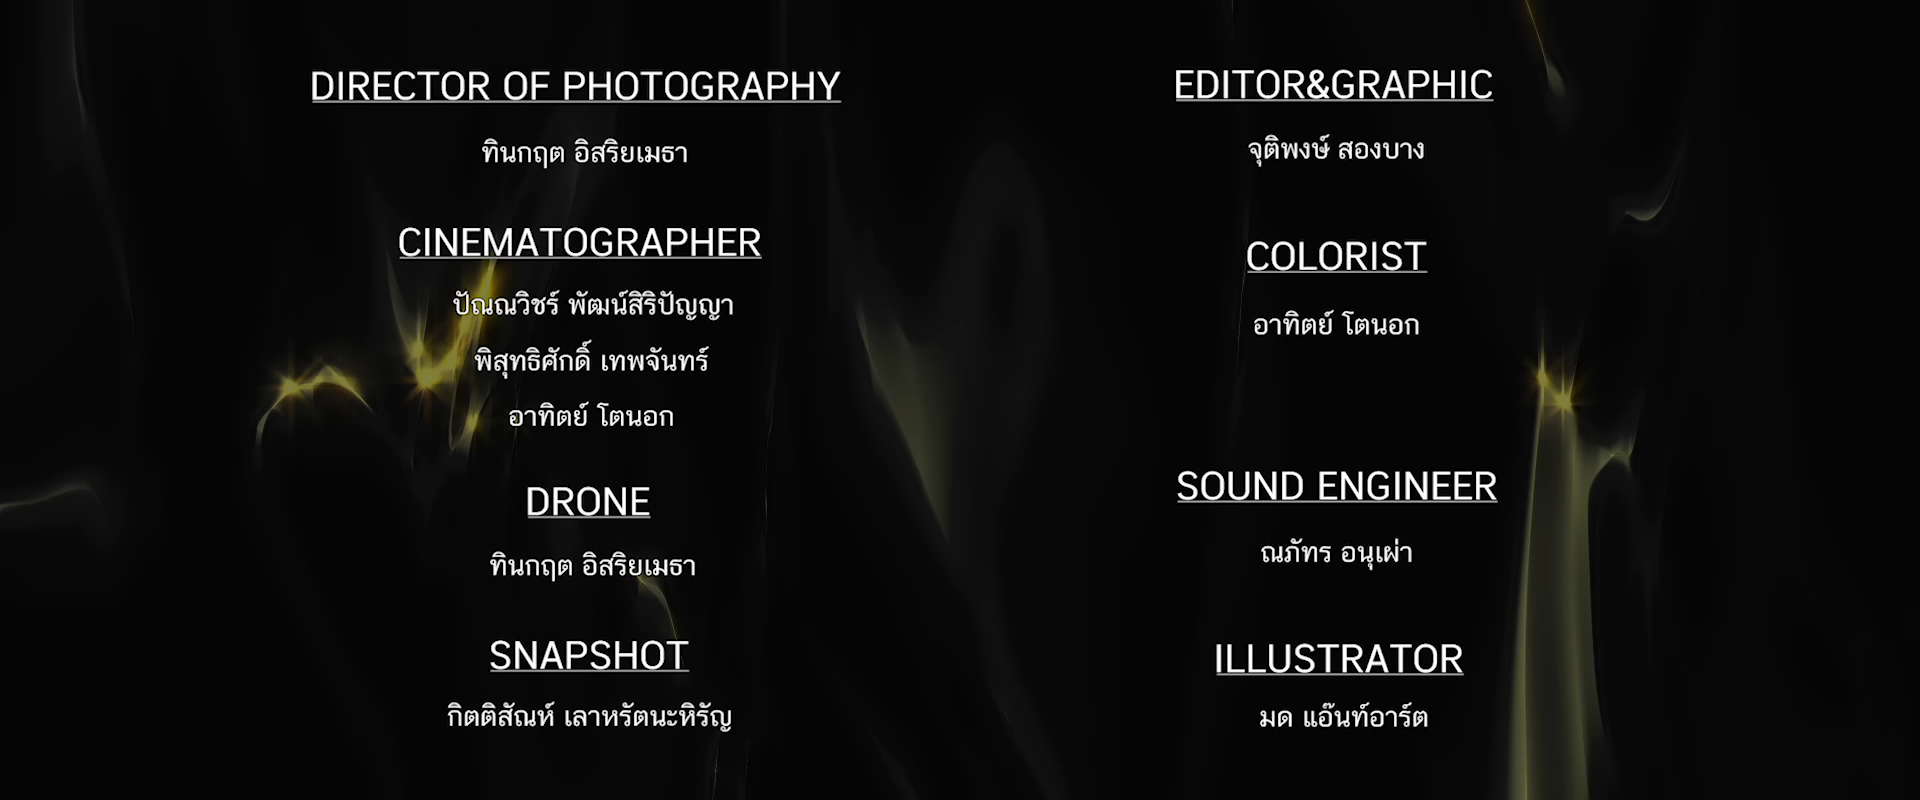 DIRECTOR OF PHOTOGRAPHY
ทินกฤต อิสริยเมธา
CINEMATOGRAPHER
ปัณณวิชร์ พัฒน์สิริปัญญา
พิสุทธิศักดิ์ เทพจันทร์
อาทิตย์ โตนอก
DRONE
ทินกฤต อิสริยเมธา
SNAPSHOT
กิตติสัณห์ เลาหรัตนะหิรัญ
EDITOR&GRAPHIC
จุติพงษ์ สองบาง
COLORIST
อาทิตย์ โตนอก
SOUND ENGINEER
ณภัทร อนุเผ่า
ILLUSTRATOR
มด แอ๊นท์อาร์ต